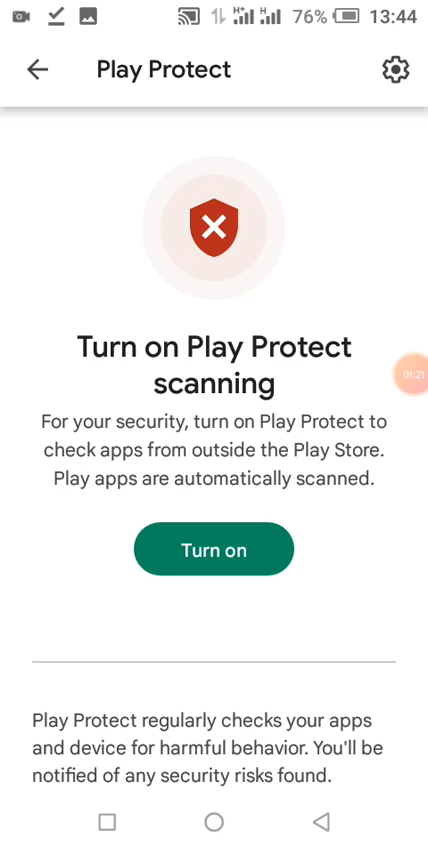 76% 13:44
Play Protect
Turn on Play Protect
scanning
01:21
For your security, turn on Play Protect to
check apps from outside the Play Store.
Play apps are automatically scanned.
Turn on
Play Protect regularly checks your apps
and device for harmful behavior. You'll be
notified of any security risks found.